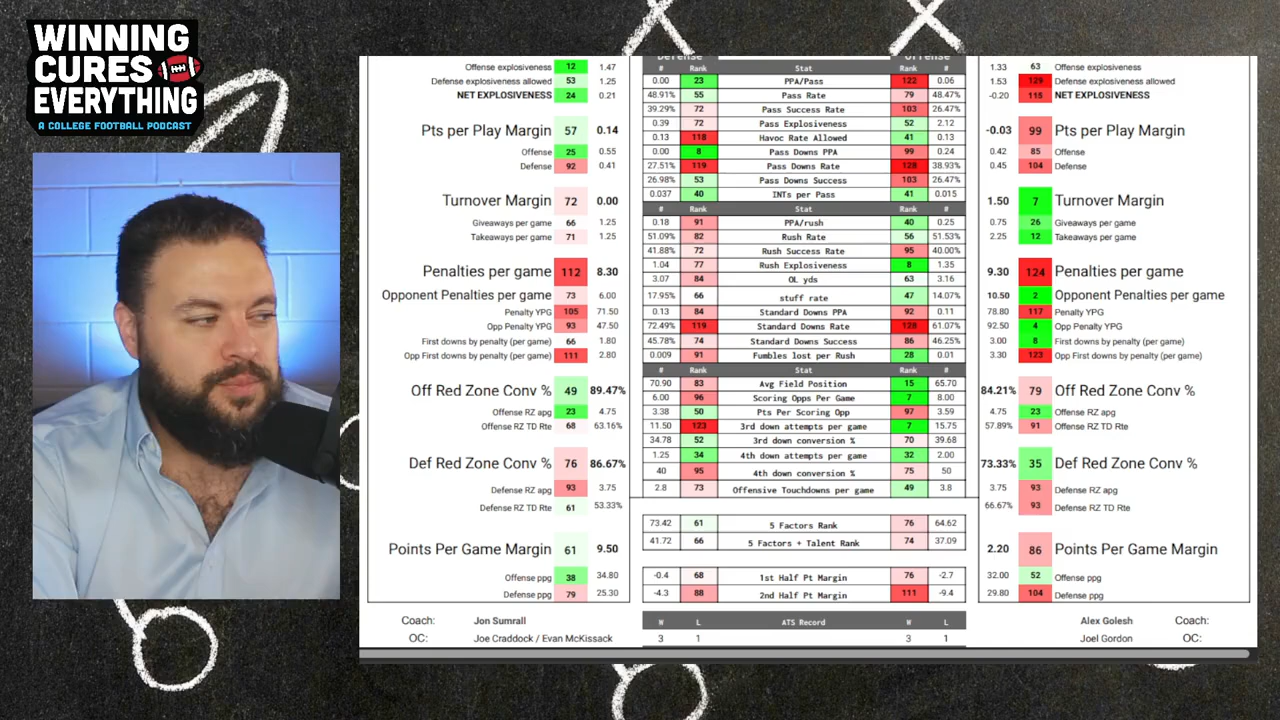 WINNING
CURES
EVERYTHING
A COLLEGE FOOTBALL PODCAST
Offense explosiveness 12 1.47
Defense explosiveness allowed 53 1.25
NET EXPLOSIVENESS 24 0.21
Pts per Play Margin 57 0.14
Offense 25 0.55
Defense 92 0.41
Turnover Margin 72 0.00
Giveaways per game 66 1.25
Takeaways per game 71 1.25
Penalties per game 112 8.30
Opponent Penalties per game 73 6.00
Penalty YPG 105 71.50
Opp Penalty YPG 93 47.50
First downs by penalty (per game) 66 1.80
Opp First downs by penalty (per game) 111 2.80
Off Red Zone Conv % 49 89.47%
Offense RZ apg 23 4.75
Offense RZ TD Rte 68 63.16%
Def Red Zone Conv % 76 86.67%
Defense RZ apg 93 3.75
Defense RZ TD Rte 61 53.33%
Points Per Game Margin 61 9.50
Offense ppg 38 34.80
Defense ppg 79 25.30
Coach: Jon Sumrall
OC: Joe Craddock / Evan McKissack
Defense Offense
# Rank Stat Rank #
0.00 23 PPA/Pass 122 0.06
48.91% 55 Pass Rate 79 48.47%
39.29% 72 Pass Success Rate 103 26.47%
0.39 72 Pass Explosiveness 52 2.12
0.13 118 Havoc Rate Allowed 41 0.13
0.00 8 Pass Downs PPA 99 0.24
27.51% 119 Pass Downs Rate 128 38.93%
26.98% 53 Pass Downs Success 103 26.47%
0.037 40 INTs per Pass 41 0.015
# Rank Stat Rank #
0.18 91 PPA/rush 40 0.25
51.09% 82 Rush Rate 56 51.53%
41.88% 72 Rush Success Rate 95 40.00%
1.04 77 Rush Explosiveness 8 1.35
3.07 84 OL yds 63 3.16
17.95% 66 stuff rate 47 14.07%
0.13 84 Standard Downs PPA 92 0.11
72.49% 119 Standard Downs Rate 128 61.07%
45.78% 74 Standard Downs Success 86 46.25%
0.009 91 Fumbles lost per Rush 28 0.01
# Rank Stat Rank #
70.90 83 Avg Field Position 15 65.70
6.00 96 Scoring Opps Per Game 7 8.00
3.38 50 Pts Per Scoring Opp 97 3.59
11.50 123 3rd down attempts per game 7 15.75
34.78 52 3rd down conversion % 70 39.68
1.25 34 4th down attempts per game 32 2.00
40 95 4th down conversion % 75 50
2.8 73 Offensive Touchdowns per game 49 3.8
73.42 61 5 Factors Rank 76 64.62
41.72 66 5 Factors + Talent Rank 74 37.09
-0.4 68 1st Half Pt Margin 76 -2.7
-4.3 88 2nd Half Pt Margin 111 -9.4
W L ATS Record W L
3 1 3 1
1.33 63 Offense explosiveness
1.53 129 Defense explosiveness allowed
-0.20 115 NET EXPLOSIVENESS
-0.03 99 Pts per Play Margin
0.42 85 Offense
0.45 104 Defense
1.50 7 Turnover Margin
0.75 26 Giveaways per game
2.25 12 Takeaways per game
9.30 124 Penalties per game
10.50 2 Opponent Penalties per game
78.80 117 Penalty YPG
92.50 4 Opp Penalty YPG
3.00 8 First downs by penalty (per game)
3.30 123 Opp First downs by penalty (per game)
84.21% 79 Off Red Zone Conv %
4.75 23 Offense RZ apg
57.89% 91 Offense RZ TD Rte
73.33% 35 Def Red Zone Conv %
3.75 93 Defense RZ apg
66.67% 93 Defense RZ TD Rte
2.20 86 Points Per Game Margin
32.00 52 Offense ppg
29.80 104 Defense ppg
Alex Golesh Coach:
Joel Gordon OC: